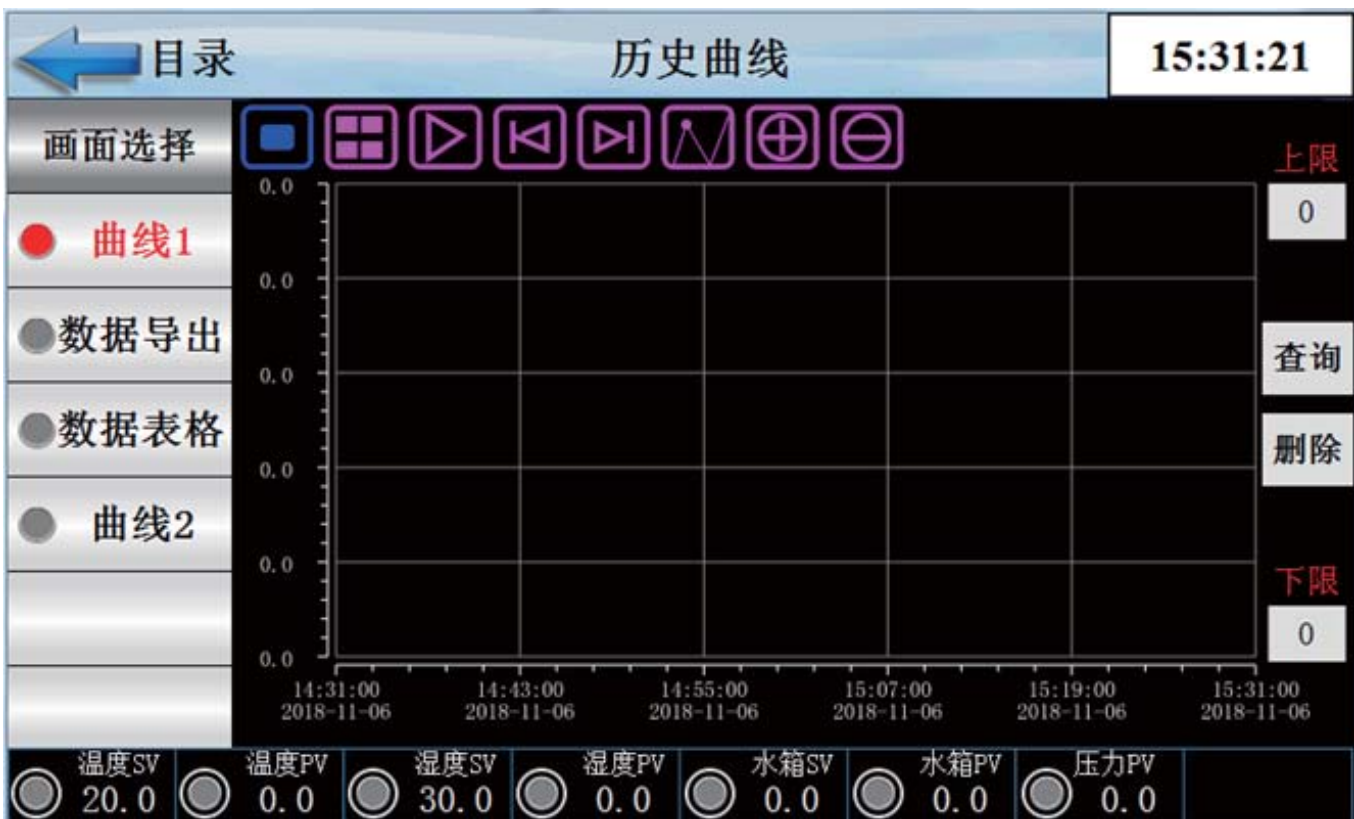 目录
历史曲线
15:31:21
画面选择
曲线1
数据导出
数据表格
曲线2
0.0
0.0
0.0
0.0
0.0
0.0
上限
0
查询
删除
下限
0
14:31:00 14:43:00 14:55:00 15:07:00 15:19:00 15:31:00
2018-11-06 2018-11-06 2018-11-06 2018-11-06 2018-11-06 2018-11-06
温度SV 温度PV 湿度SV 湿度PV 水箱SV 水箱PV 压力PV
20.0 0.0 30.0 0.0 0.0 0.0 0.0